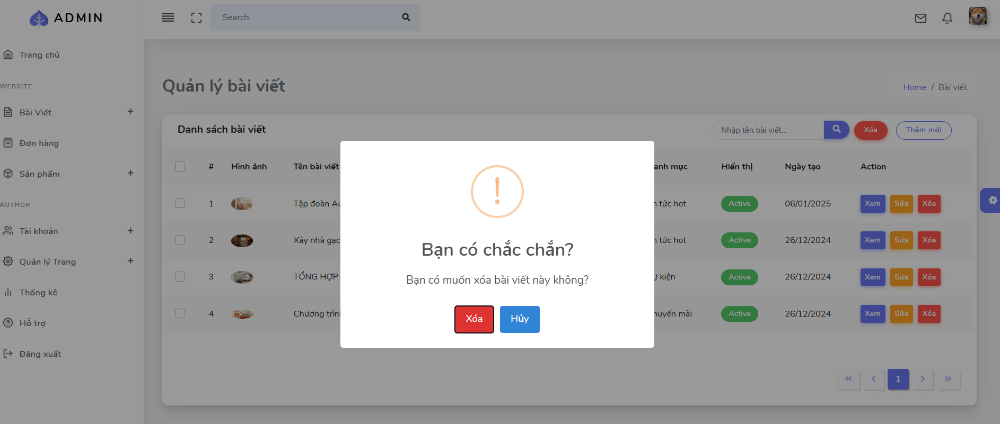 ADMIN
Search
Trang chủ
WEBSITE
Bài Viết +
Đơn hàng
Sản phẩm +
AUTHOR
Tài khoản +
Quản lý Trang +
Thống kê
Hỗ trợ
Đăng xuất
Quản lý bài viết
Home / Bài viết
Danh sách bài viết
Nhập tên bài viết...
Xóa
Thêm mới
# Hình ảnh Tên bài viết anh mục Hiển thị Ngày tạo Action
1 Tập đoàn Au n tức hot Active 06/01/2025 Xem Sửa Xóa
2 Xây nhà gạc n tức hot Active 26/12/2024 Xem Sửa Xóa
3 TỔNG HỢP ự kiện Active 26/12/2024 Xem Sửa Xóa
4 Chương trìn huyến mãi Active 26/12/2024 Xem Sửa Xóa
!
Bạn có chắc chắn?
Bạn có muốn xóa bài viết này không?
Xóa Hủy
« ‹ 1 › »